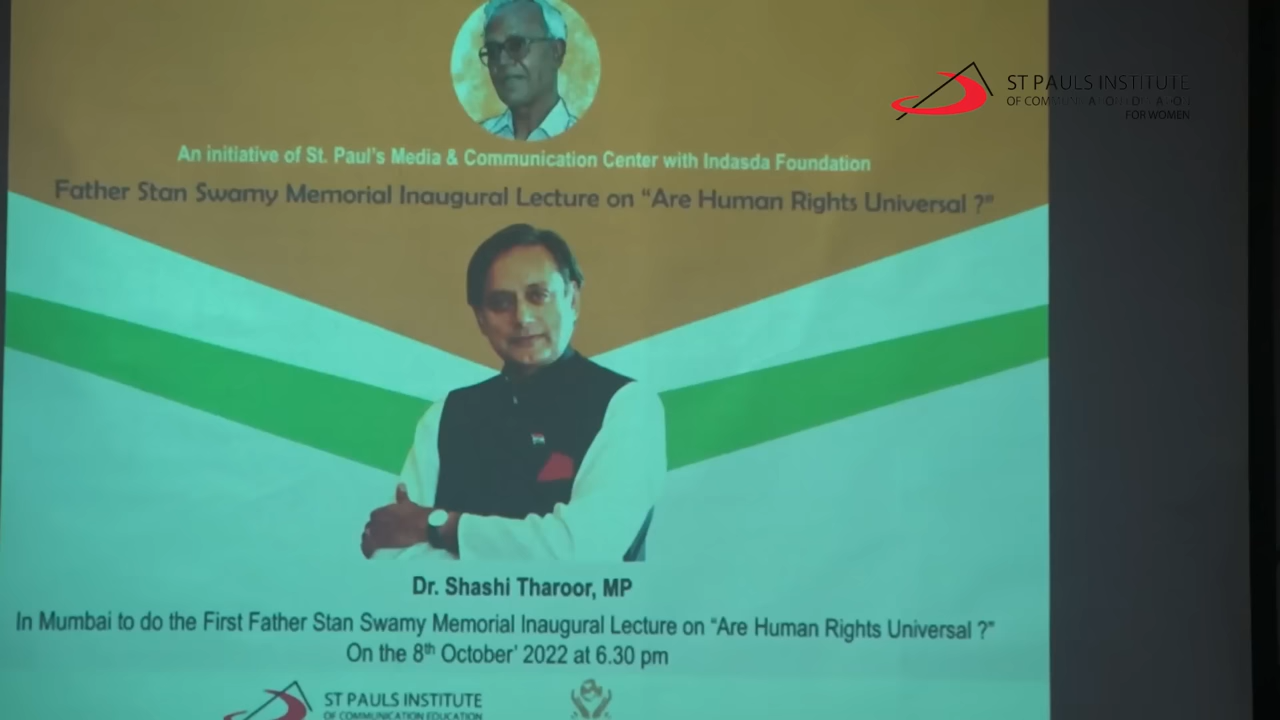 ST PAULS INSTITUTE
FOR WOMEN
An initiative of St. Paul's Media & Communication Center with Indasda Foundation
Father Stan Swamy Memorial Inaugural Lecture on “Are Human Rights Universal ?”
Dr. Shashi Tharoor, MP
In Mumbai to do the First Father Stan Swamy Memorial Inaugural Lecture on “Are Human Rights Universal ?”
On the 8th October' 2022 at 6.30 pm
ST PAULS INSTITUTE
OF COMMUNICATION EDUCATION